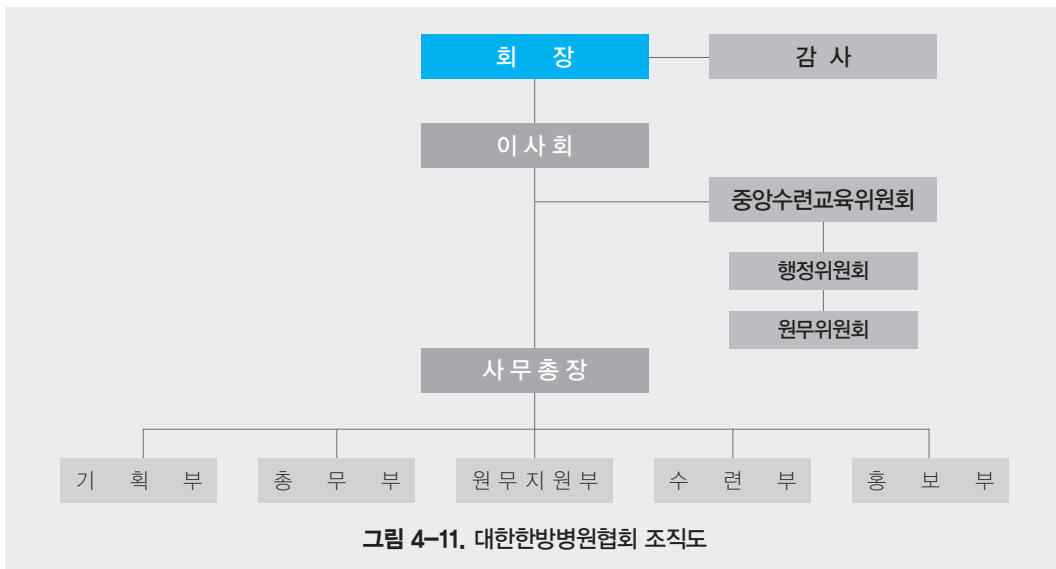 회 장
감 사
이 사 회
중앙수련교육위원회
행정위원회
원무위원회
사 무 총 장
기 획 부
총 무 부
원 무 지 원 부
수 련 부
홍 보 부
그림 4-11. 대한한방병원협회 조직도